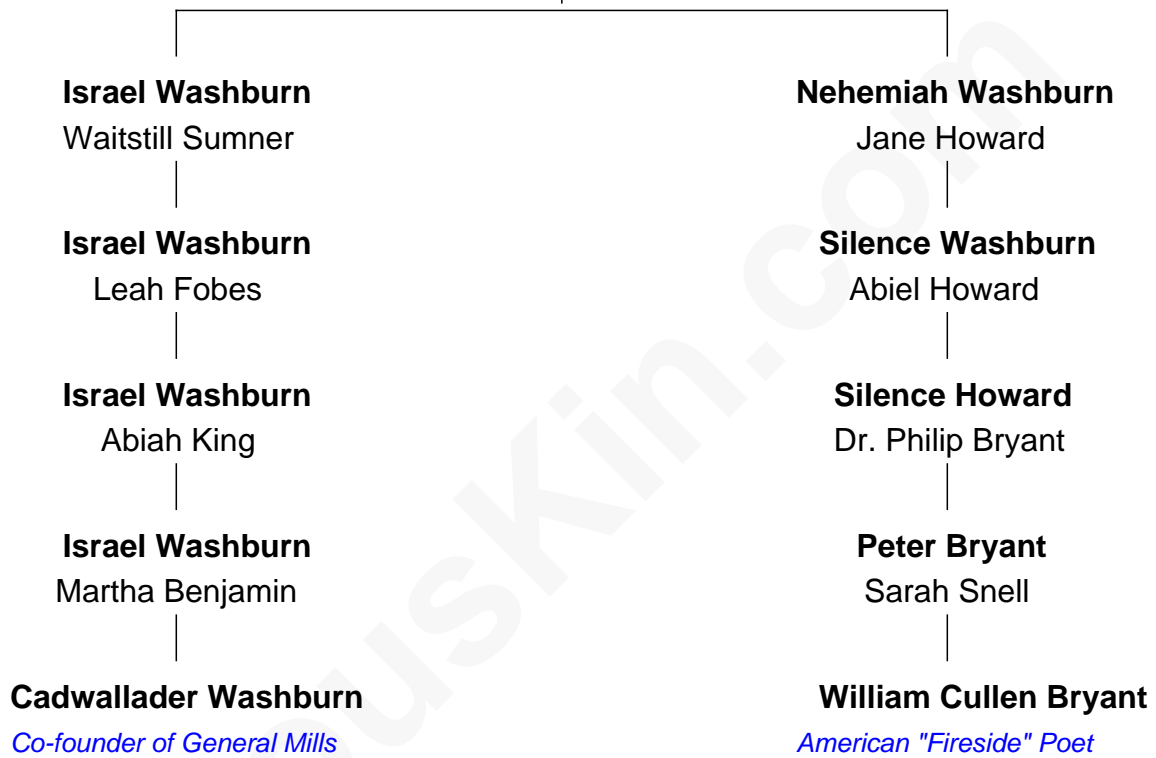 Israel Washburn
Waitstill Sumner
Nehemiah Washburn
Jane Howard
Israel Washburn
Leah Fobes
Silence Washburn
Abiel Howard
Israel Washburn
Abiah King
Silence Howard
Dr. Philip Bryant
Israel Washburn
Martha Benjamin
Peter Bryant
Sarah Snell
Cadwallader Washburn
Co-founder of General Mills
William Cullen Bryant
American "Fireside" Poet
ousKin.com